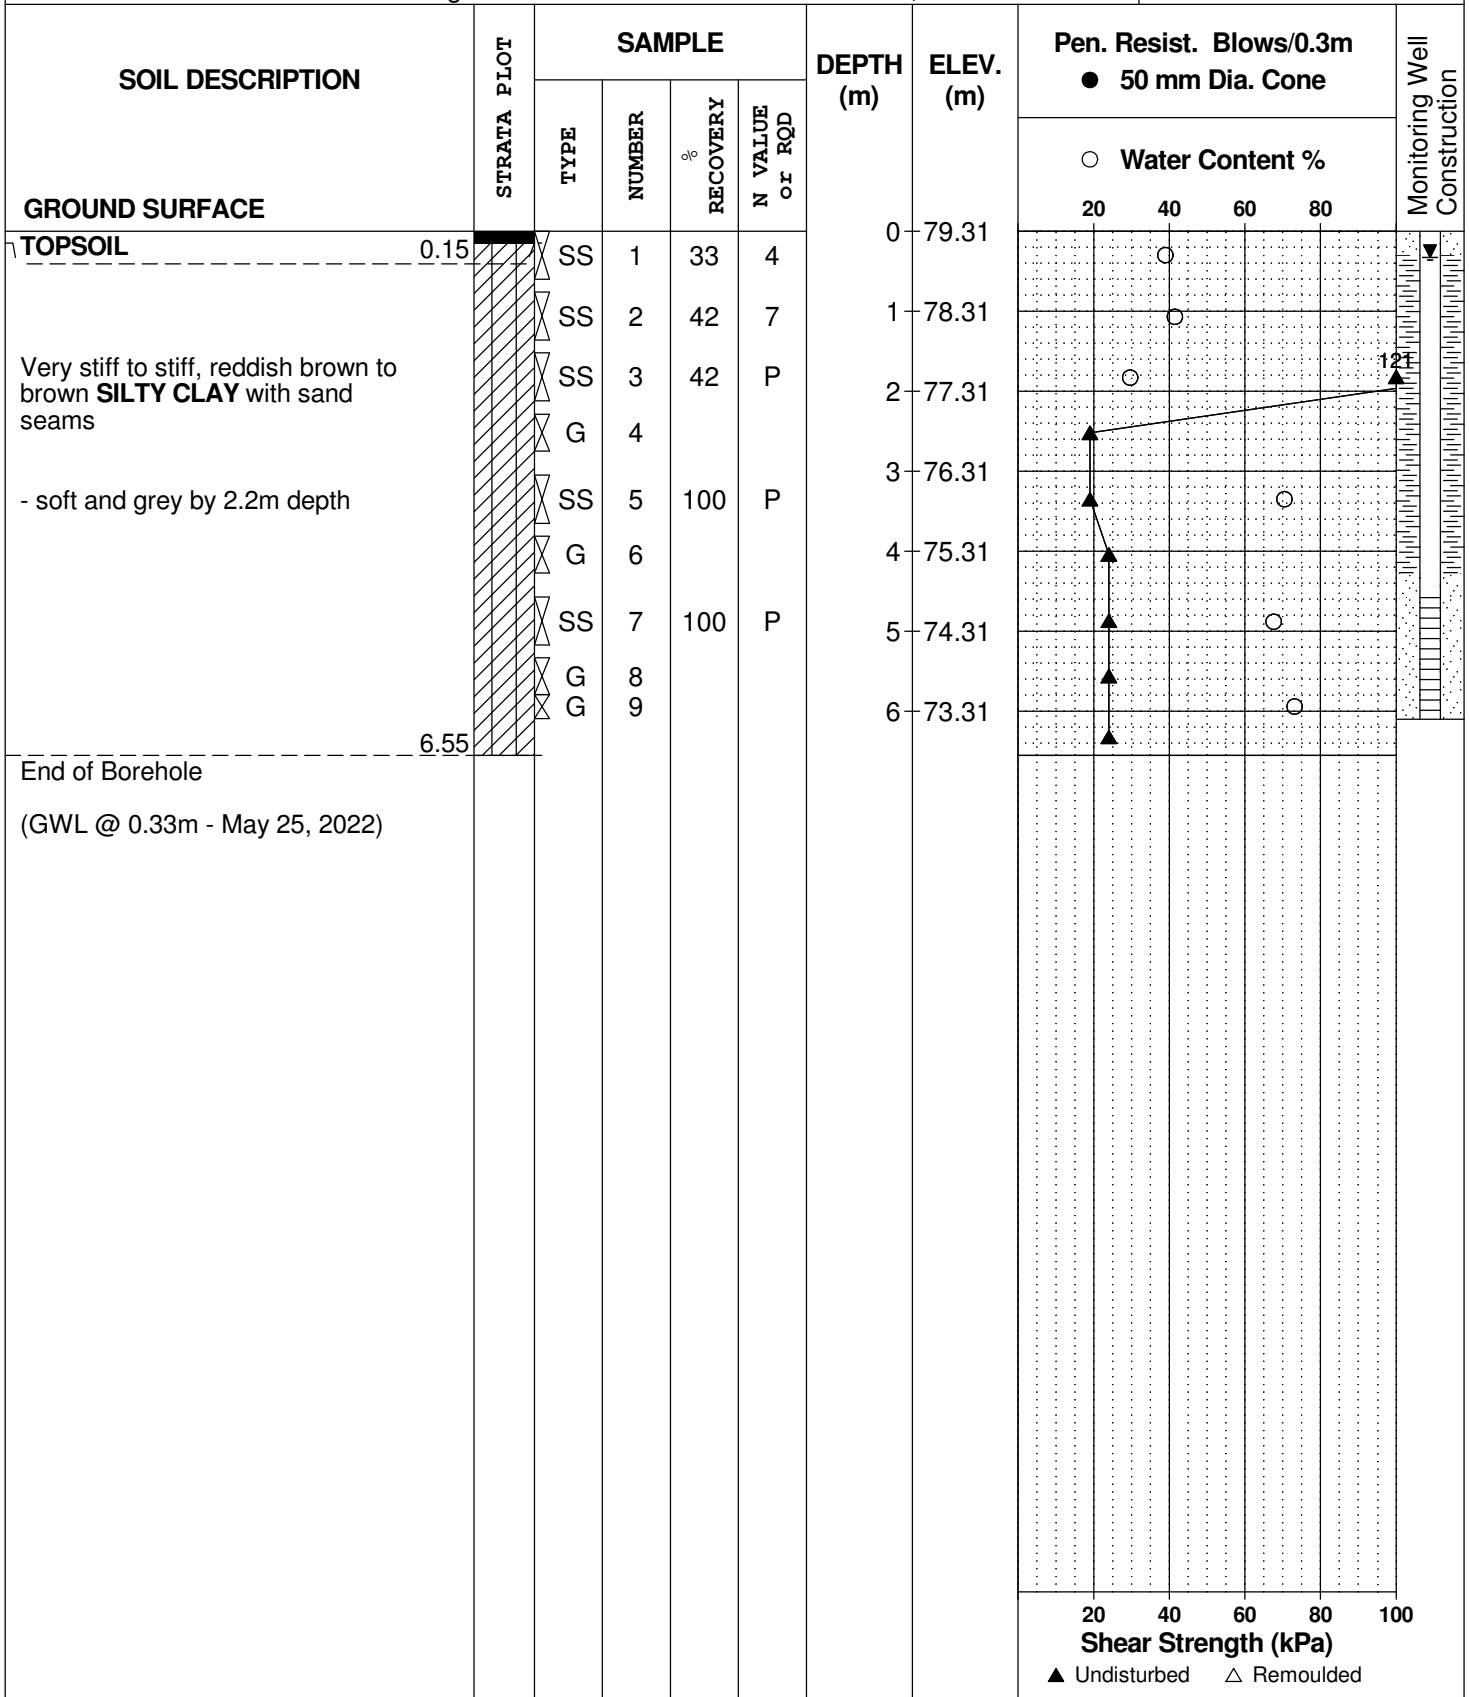 SOIL DESCRIPTION
GROUND SURFACE
STRATA PLOT
SAMPLE
TYPE
NUMBER
% RECOVERY
N VALUE
or RQD
DEPTH
(m)
ELEV.
(m)
Pen. Resist. Blows/0.3m
● 50 mm Dia. Cone
○ Water Content %
20 40 60 80
Monitoring Well
Construction
TOPSOIL 0.15
Very stiff to stiff, reddish brown to
brown SILTY CLAY with sand
seams
- soft and grey by 2.2m depth
6.55
End of Borehole
(GWL @ 0.33m - May 25, 2022)
SS 1 33 4
SS 2 42 7
SS 3 42 P
G 4
SS 5 100 P
G 6
SS 7 100 P
G 8
G 9
0 79.31
1 78.31
2 77.31
3 76.31
4 75.31
5 74.31
6 73.31
121
20 40 60 80 100
Shear Strength (kPa)
▲ Undisturbed △ Remoulded